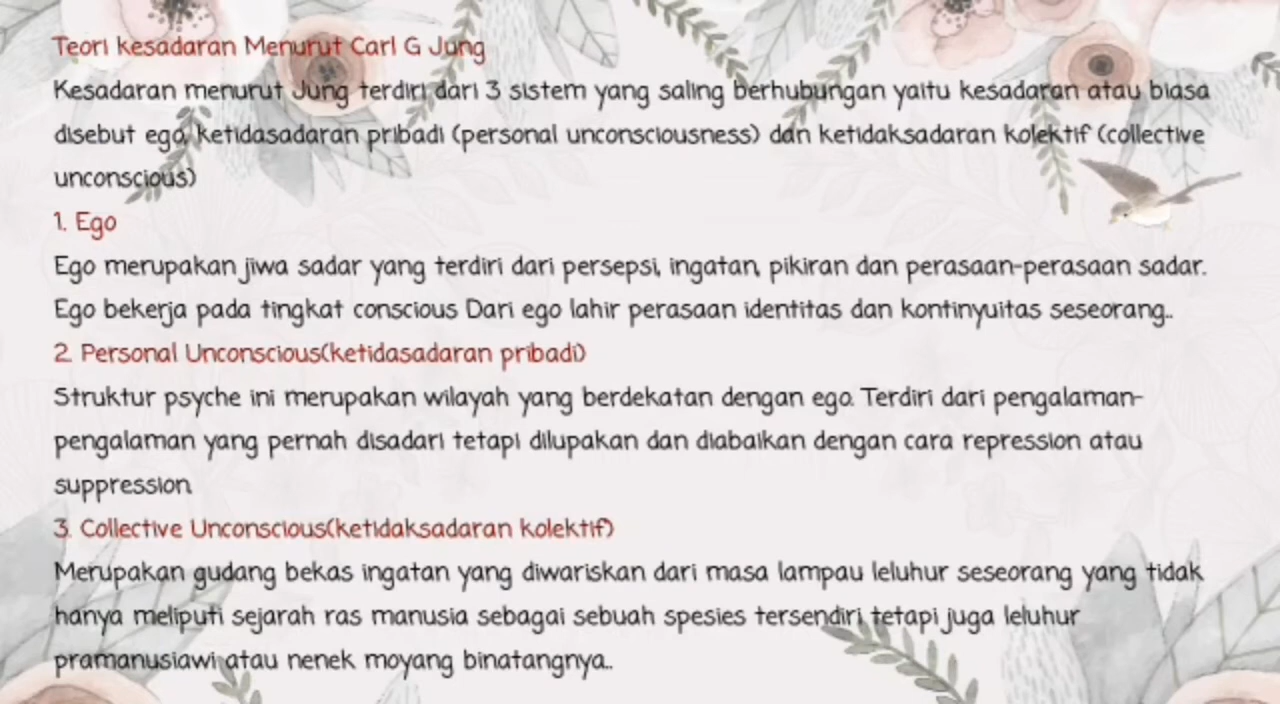 Teori kesadaran Menurut Carl G Jung
Kesadaran menurut Jung terdiri dari 3 sistem yang saling berhubungan yaitu kesadaran atau biasa
disebut ego, ketidasadaran pribadi (personal unconsciousness) dan ketidaksadaran kolektif (collective
unconscious)
1. Ego
Ego merupakan jiwa sadar yang terdiri dari persepsi, ingatan, pikiran dan perasaan-perasaan sadar.
Ego bekerja pada tingkat conscious Dari ego lahir perasaan identitas dan kontinyuitas seseorang..
2. Personal Unconscious(ketidasadaran pribadi)
Struktur psyche ini merupakan wilayah yang berdekatan dengan ego. Terdiri dari pengalaman-
pengalaman yang pernah disadari tetapi dilupakan dan diabaikan dengan cara repression atau
suppression.
3. Collective Unconscious(ketidaksadaran kolektif)
Merupakan gudang bekas ingatan yang diwariskan dari masa lampau leluhur seseorang yang tidak
hanya meliputi sejarah ras manusia sebagai sebuah spesies tersendiri tetapi juga leluhur
pramanusiawi atau nenek moyang binatangnya..